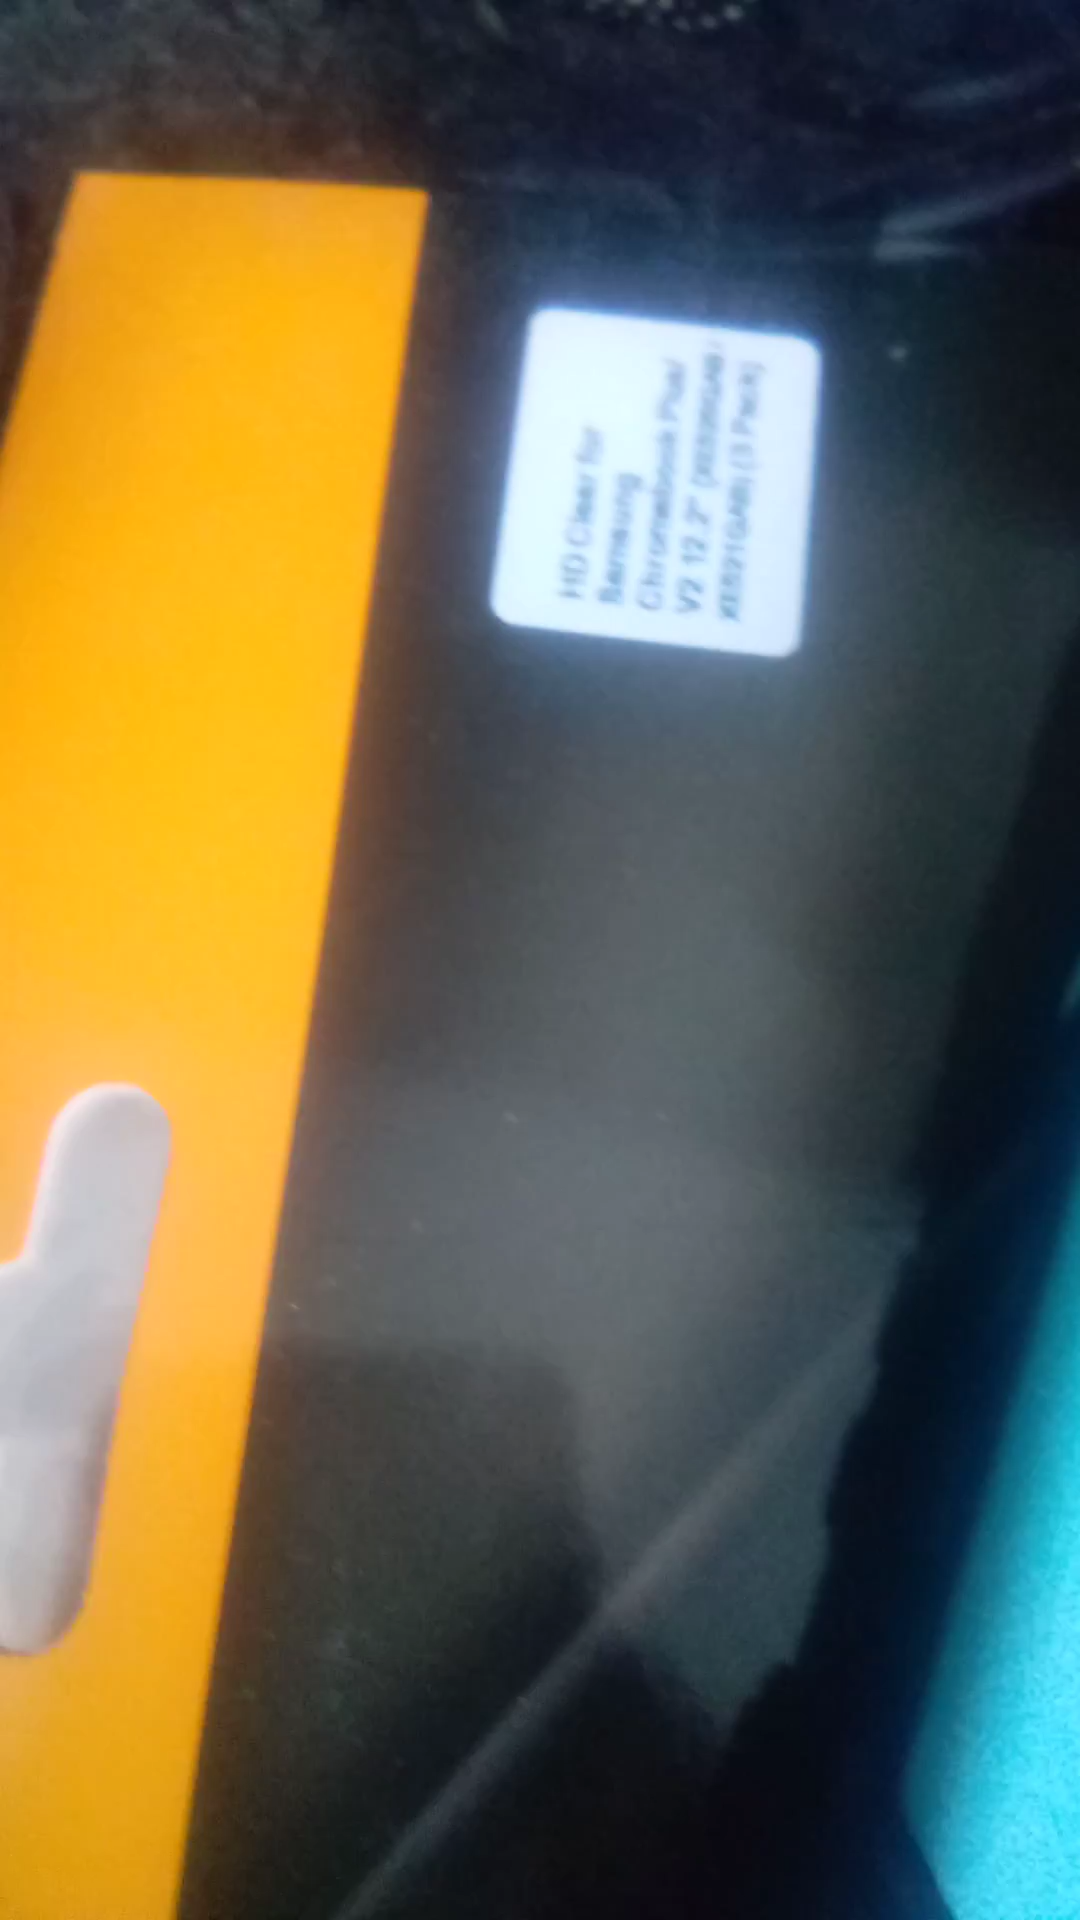 HD Clear for
Samsung
Chromebook Plus/
V2 12.2"
(3 Pack)